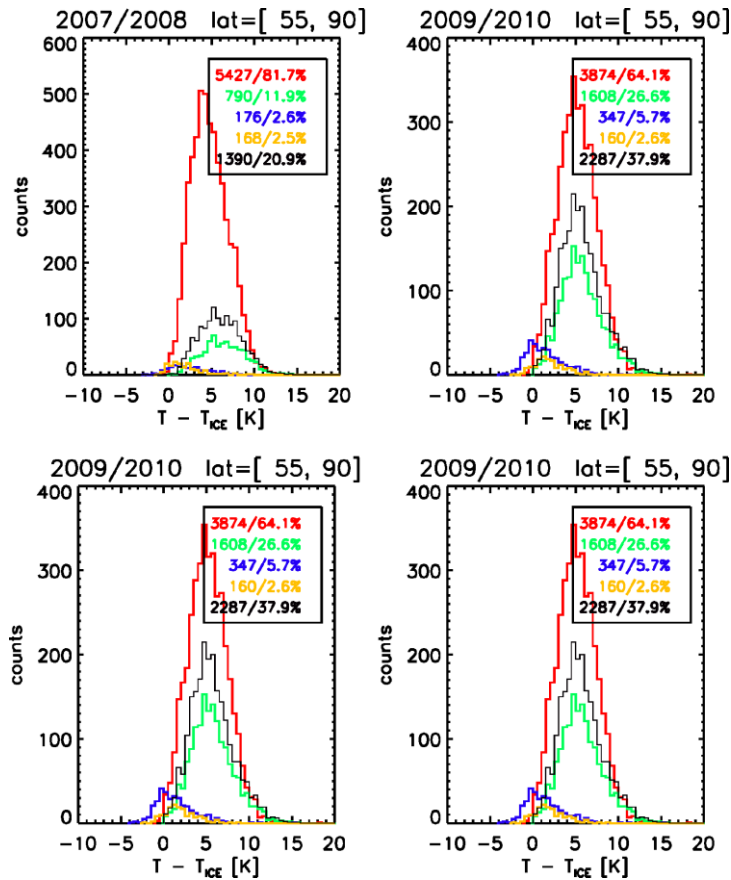 2007/2008 lat=[ 55, 90]
600
500
400
300
200
100
0
counts
5427/81.7%
790/11.9%
176/2.6%
168/2.5%
1390/20.9%
-10 -5 0 5 10 15 20
T - TICE [K]
2009/2010 lat=[ 55, 90]
400
300
200
100
0
counts
3874/64.1%
1608/26.6%
347/5.7%
160/2.6%
2287/37.9%
-10 -5 0 5 10 15 20
T - TICE [K]
2009/2010 lat=[ 55, 90]
400
300
200
100
0
counts
3874/64.1%
1608/26.6%
347/5.7%
160/2.6%
2287/37.9%
-10 -5 0 5 10 15 20
T - TICE [K]
2009/2010 lat=[ 55, 90]
400
300
200
100
0
counts
3874/64.1%
1608/26.6%
347/5.7%
160/2.6%
2287/37.9%
-10 -5 0 5 10 15 20
T - TICE [K]